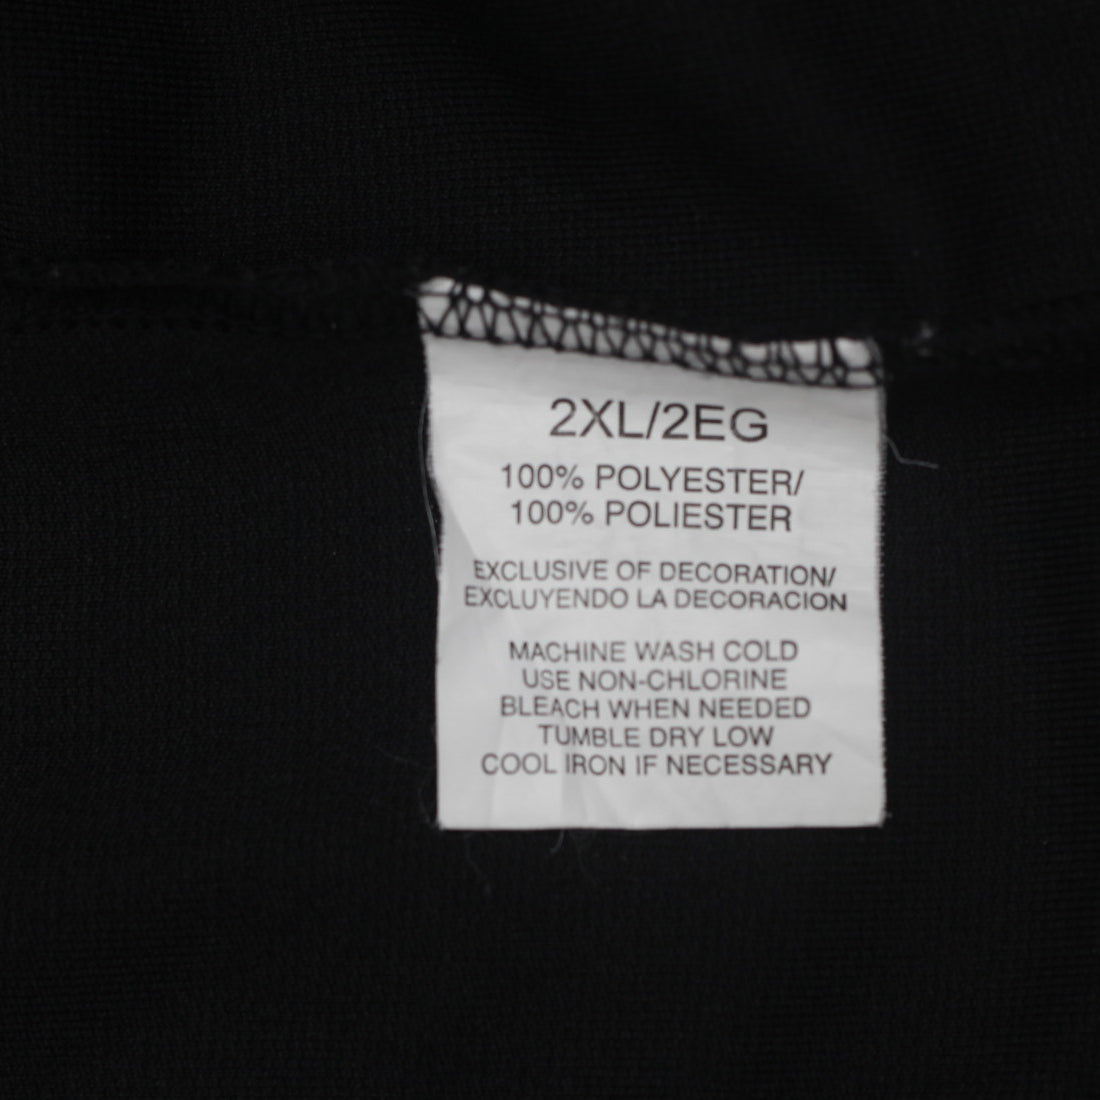 2XL/2EG
100% POLYESTER/
100% POLIESTER
EXCLUSIVE OF DECORATION/
EXCLUYENDO LA DECORACION
MACHINE WASH COLD
USE NON-CHLORINE
BLEACH WHEN NEEDED
TUMBLE DRY LOW
COOL IRON IF NECESSARY